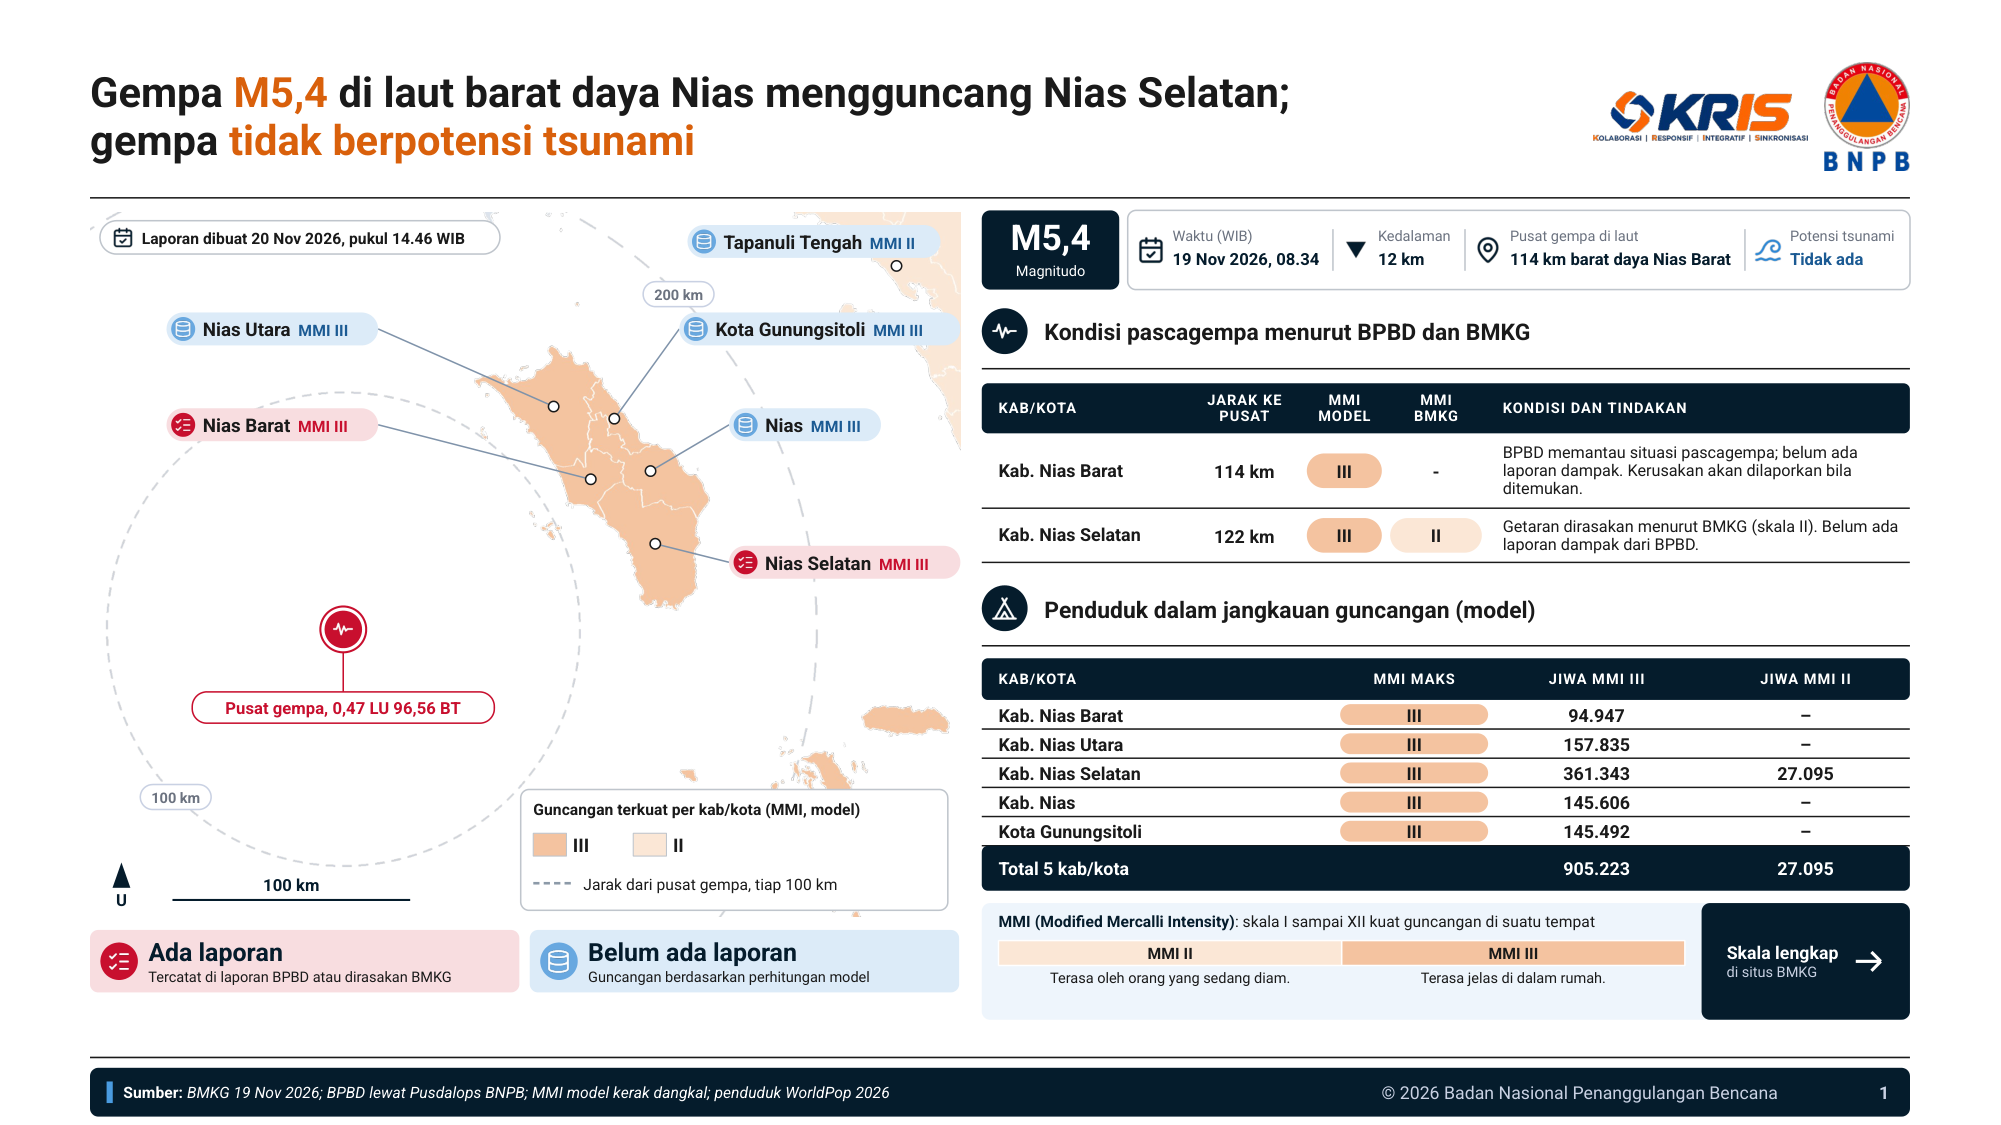 Gempa M5,4 di laut barat daya Nias mengguncang Nias Selatan;
gempa tidak berpotensi tsunami
KRIS
KOLABORASI | RESPONSIF | INTEGRATIF | SINKRONISASI
BADAN NASIONAL PENANGGULANGAN BENCANA
BNPB
Laporan dibuat 20 Nov 2026, pukul 14.46 WIB
Tapanuli Tengah MMI II
200 km
Nias Utara MMI III
Kota Gunungsitoli MMI III
Nias Barat MMI III
Nias MMI III
Nias Selatan MMI III
Pusat gempa, 0,47 LU 96,56 BT
100 km
U
100 km
Guncangan terkuat per kab/kota (MMI, model)
III
II
Jarak dari pusat gempa, tiap 100 km
Ada laporan
Tercatat di laporan BPBD atau dirasakan BMKG
Belum ada laporan
Guncangan berdasarkan perhitungan model
M5,4
Magnitudo
Waktu (WIB)
19 Nov 2026, 08.34
Kedalaman
12 km
Pusat gempa di laut
114 km barat daya Nias Barat
Potensi tsunami
Tidak ada
Kondisi pascagempa menurut BPBD dan BMKG
KAB/KOTA
JARAK KE
PUSAT
MMI
MODEL
MMI
BMKG
KONDISI DAN TINDAKAN
Kab. Nias Barat
114 km
III
-
BPBD memantau situasi pascagempa; belum ada
laporan dampak. Kerusakan akan dilaporkan bila
ditemukan.
Kab. Nias Selatan
122 km
III
II
Getaran dirasakan menurut BMKG (skala II). Belum ada
laporan dampak dari BPBD.
Penduduk dalam jangkauan guncangan (model)
KAB/KOTA MMI MAKS JIWA MMI III JIWA MMI II
Kab. Nias Barat III 94.947 –
Kab. Nias Utara III 157.835 –
Kab. Nias Selatan III 361.343 27.095
Kab. Nias III 145.606 –
Kota Gunungsitoli III 145.492 –
Total 5 kab/kota 905.223 27.095
MMI (Modified Mercalli Intensity): skala I sampai XII kuat guncangan di suatu tempat
MMI II
MMI III
Terasa oleh orang yang sedang diam.
Terasa jelas di dalam rumah.
Skala lengkap
di situs BMKG
Sumber: BMKG 19 Nov 2026; BPBD lewat Pusdalops BNPB; MMI model kerak dangkal; penduduk WorldPop 2026
© 2026 Badan Nasional Penanggulangan Bencana
1